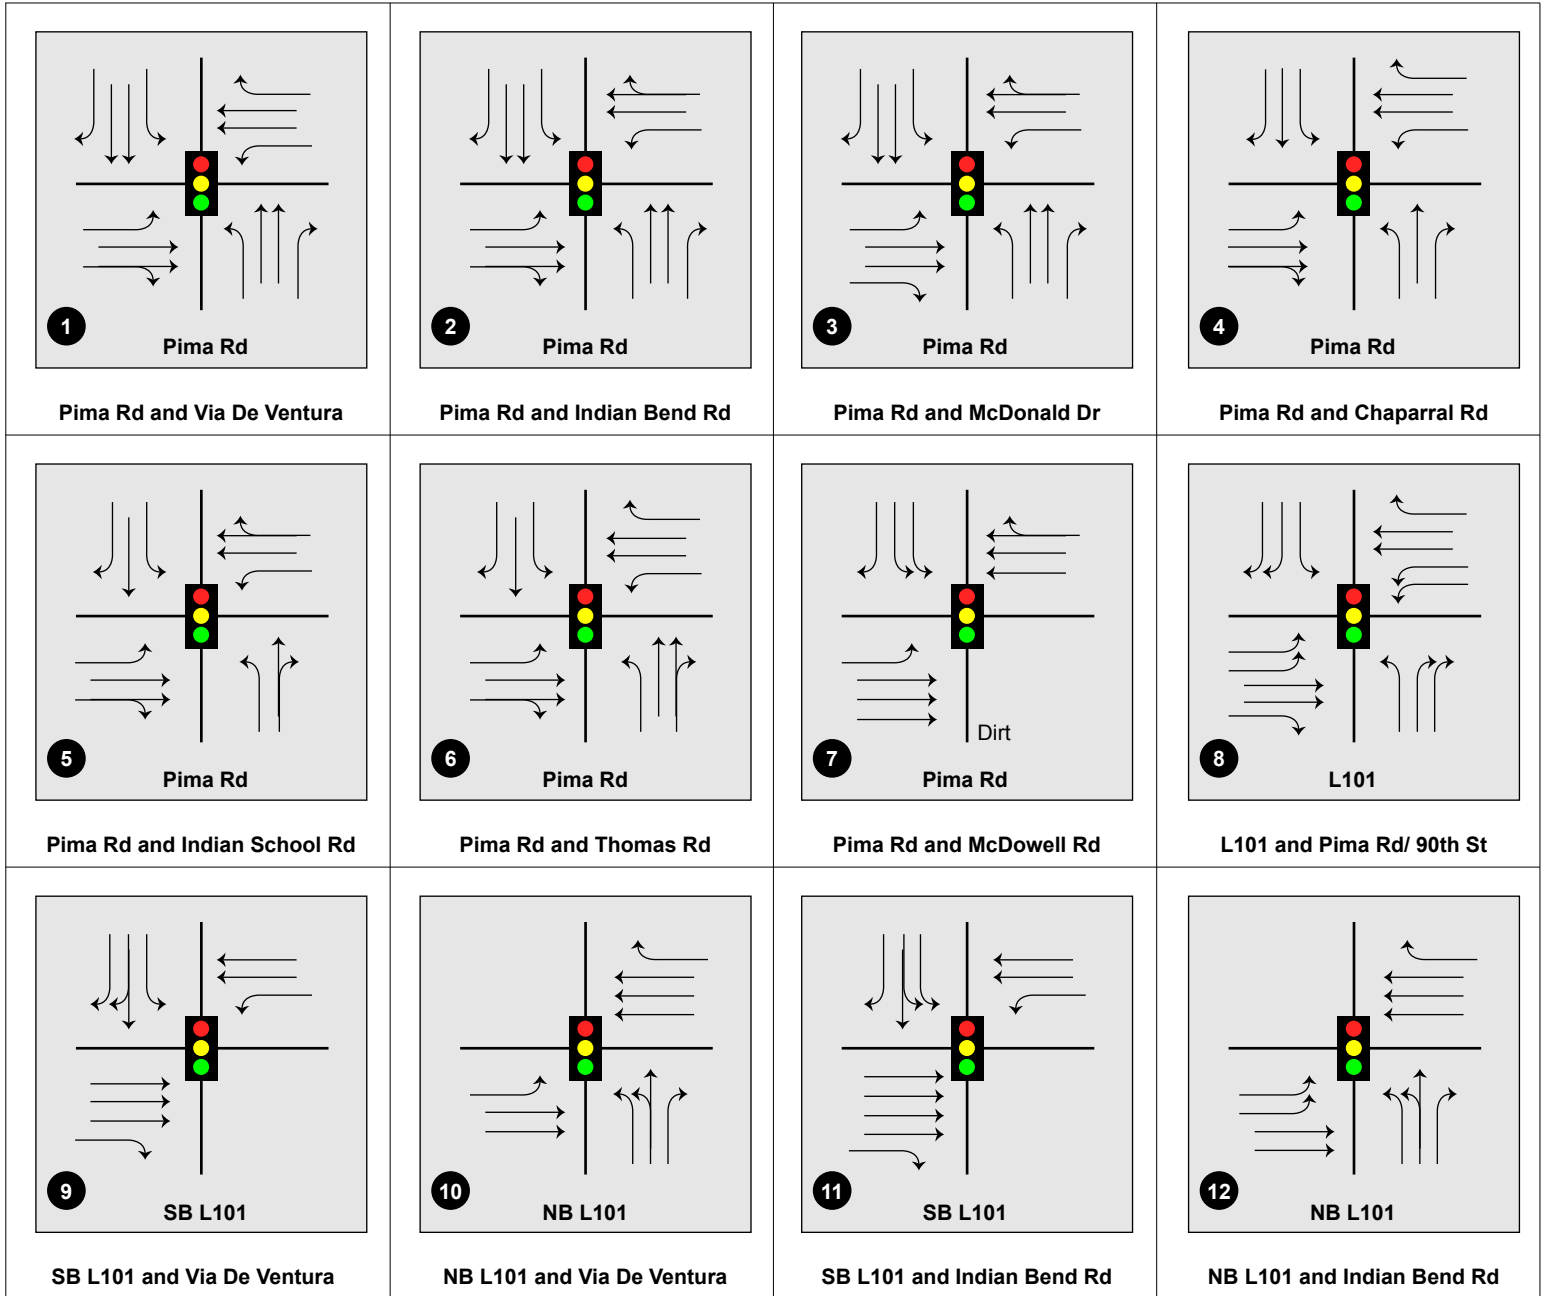 1
Pima Rd
Pima Rd and Via De Ventura
2
Pima Rd
Pima Rd and Indian Bend Rd
3
Pima Rd
Pima Rd and McDonald Dr
4
Pima Rd
Pima Rd and Chaparral Rd
5
Pima Rd
Pima Rd and Indian School Rd
6
Pima Rd
Pima Rd and Thomas Rd
Dirt
7
Pima Rd
Pima Rd and McDowell Rd
8
L101
L101 and Pima Rd/ 90th St
9
SB L101
SB L101 and Via De Ventura
10
NB L101
NB L101 and Via De Ventura
11
SB L101
SB L101 and Indian Bend Rd
12
NB L101
NB L101 and Indian Bend Rd